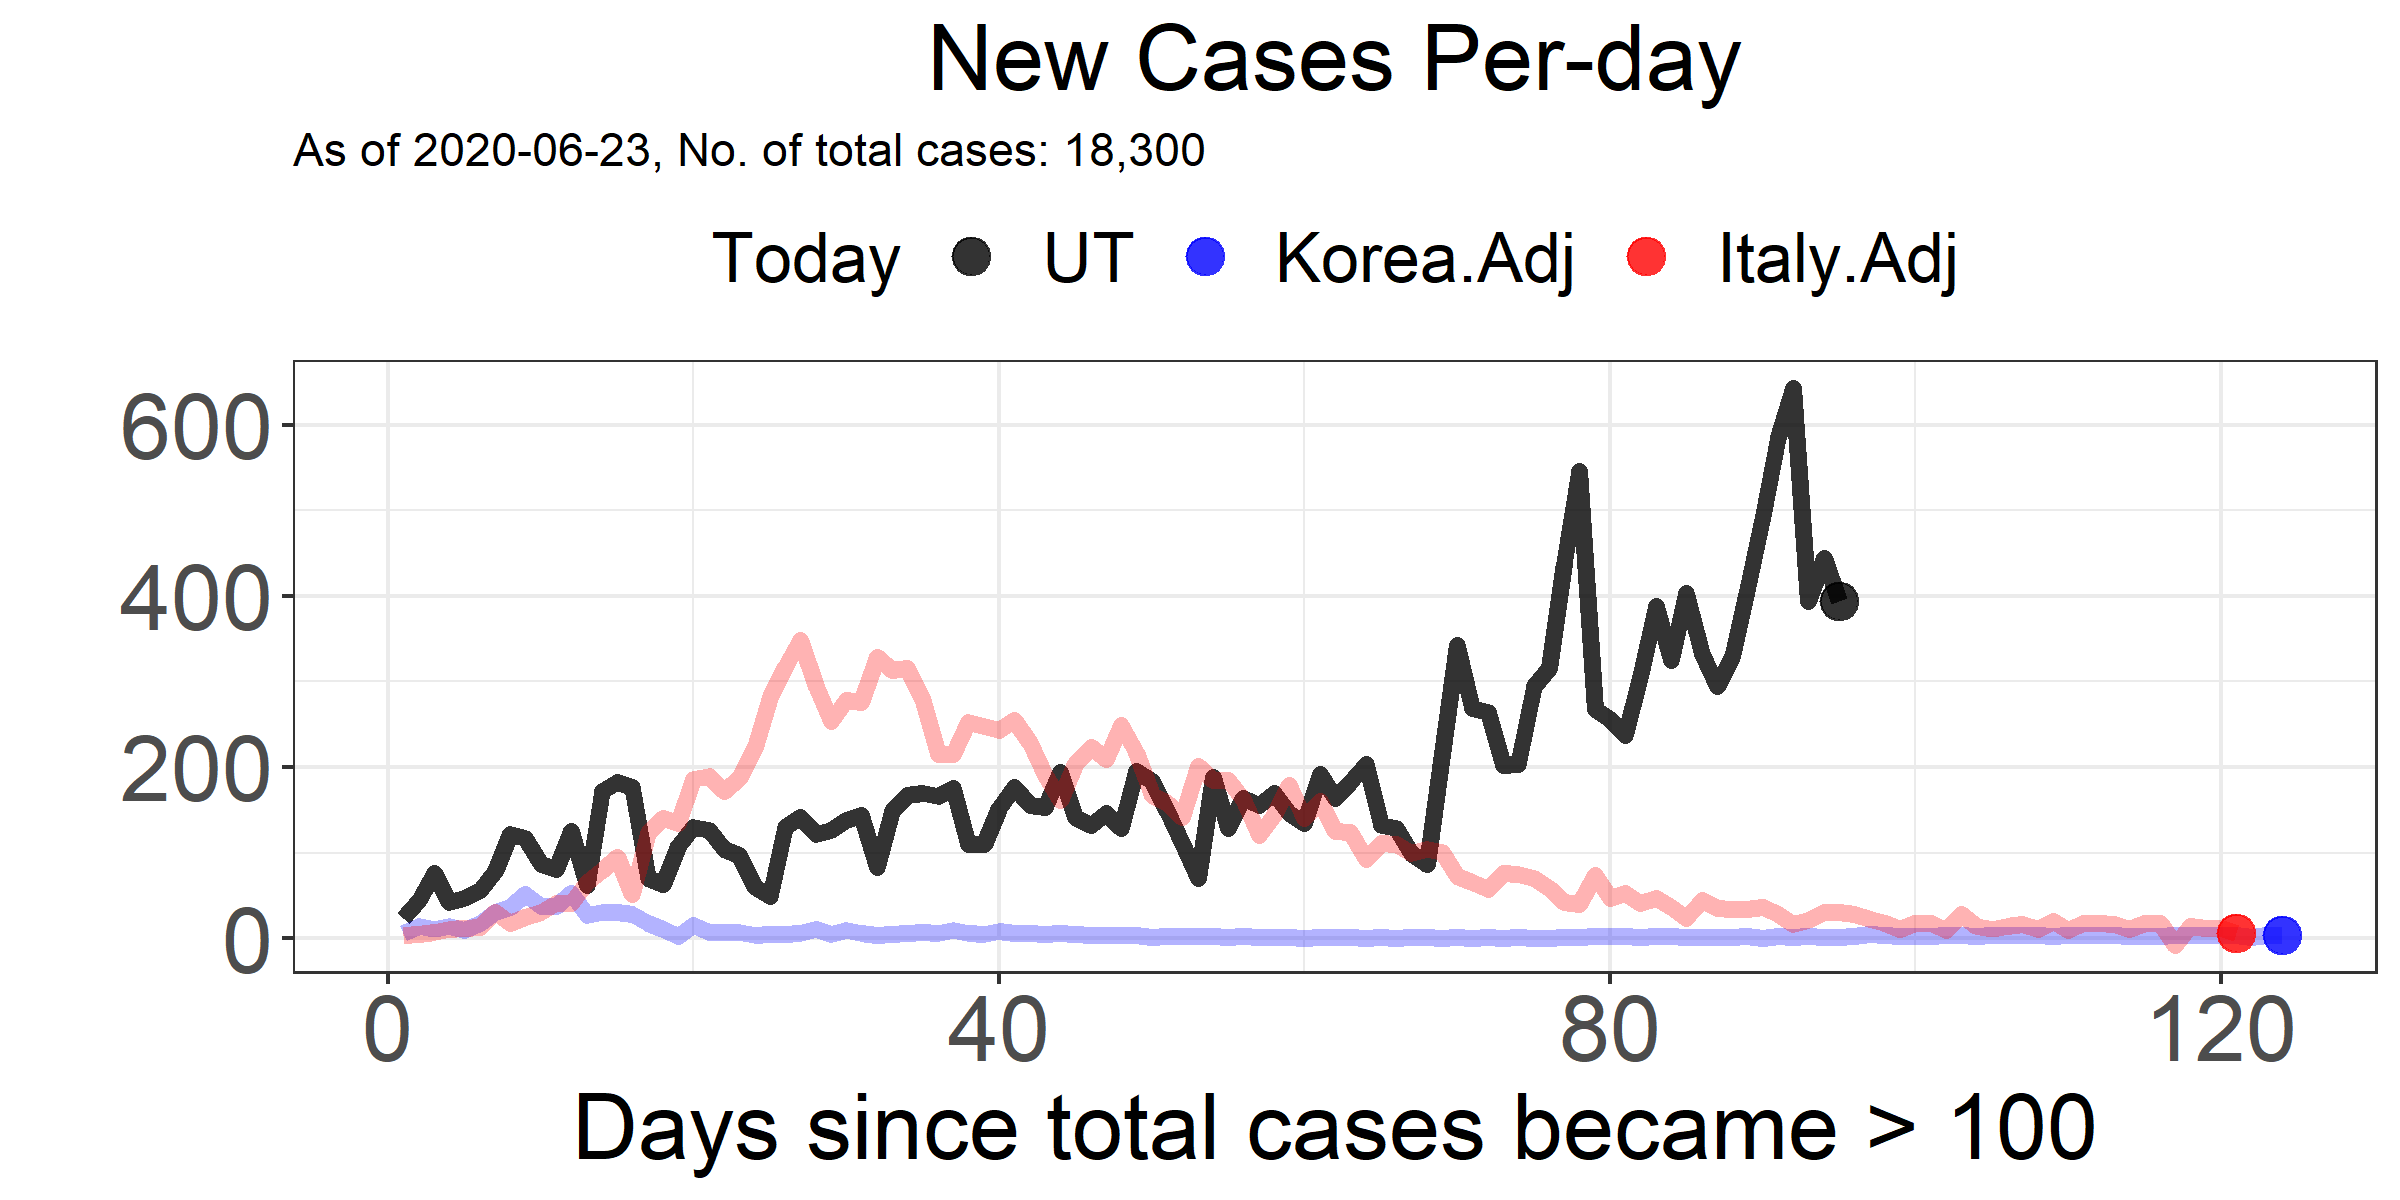 New Cases Per-day
As of 2020-06-23, No. of total cases: 18,300
Today UT Korea.Adj Italy.Adj
600
400
200
0
0 40 80 120
Days since total cases became > 100